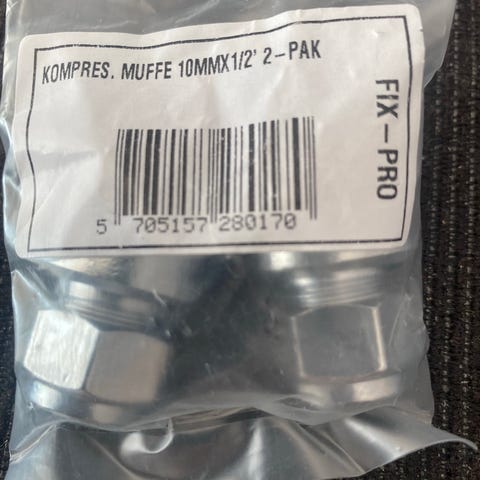 KOMPRES. MUFFE 10MMX1/2' 2-PAK
FIX-PRO
5 705157 280170